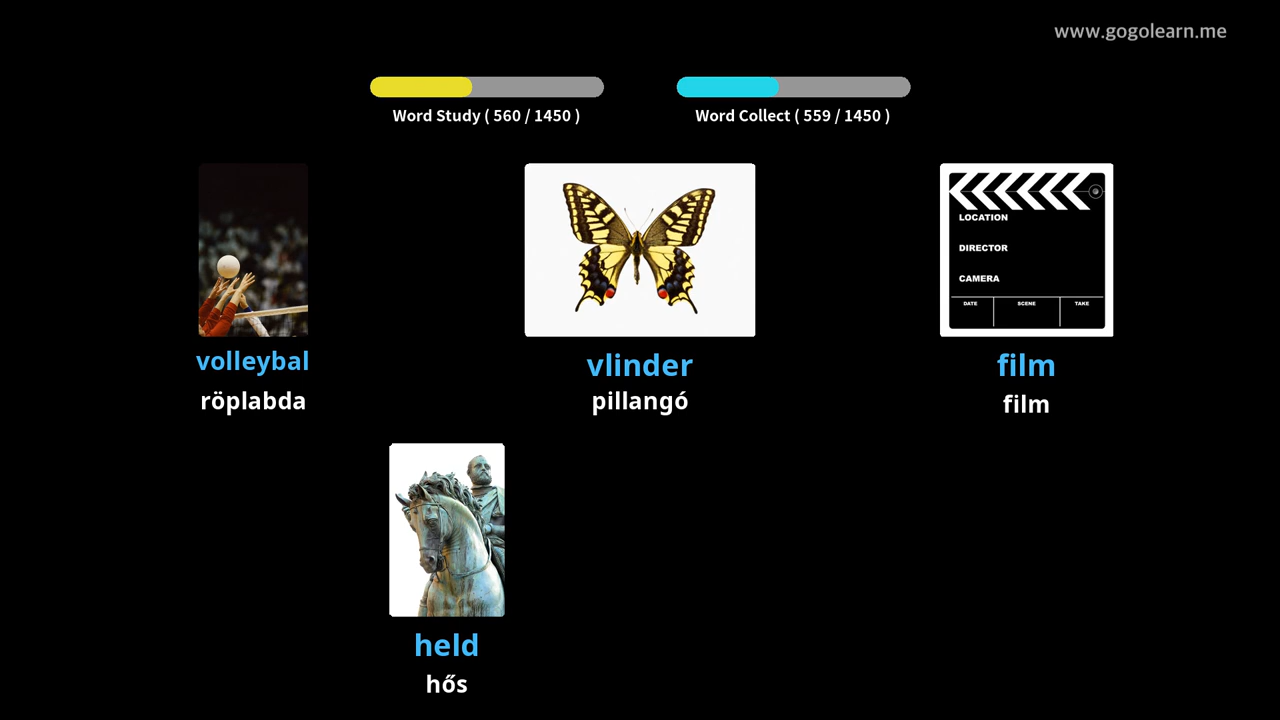 www.gogolearn.me
Word Study ( 560 / 1450 )
Word Collect ( 559 / 1450 )
LOCATION
DIRECTOR
CAMERA
DATE SCENE TAKE
volleybal
röplabda
vlinder
pillangó
film
film
held
hős